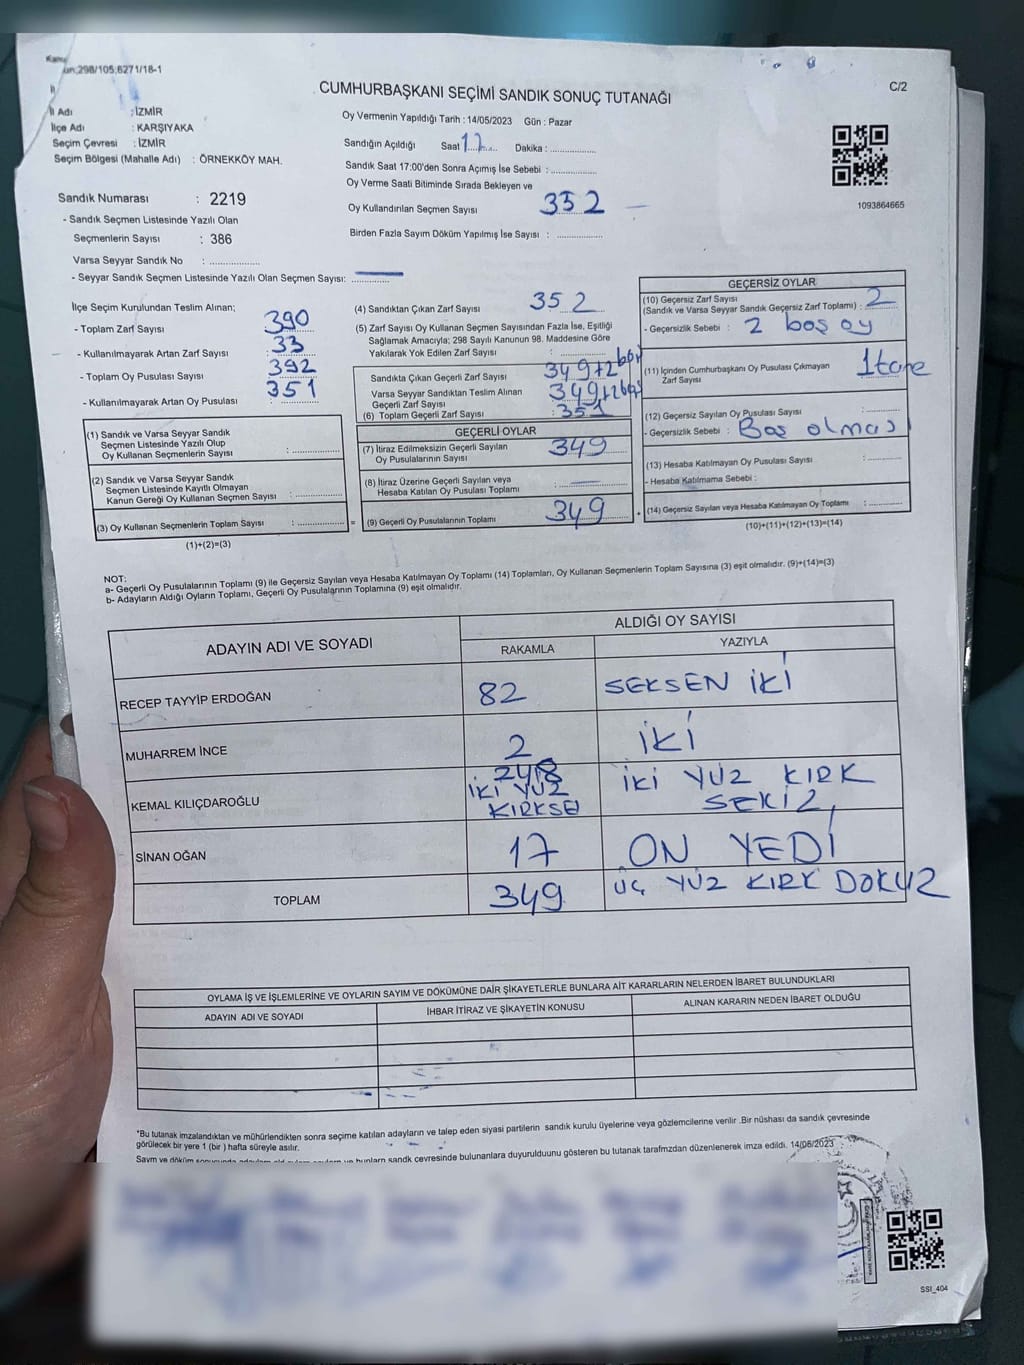 Kanun:298/105;6271/18-1
C/2
CUMHURBAŞKANI SEÇİMİ SANDIK SONUÇ TUTANAĞI
İl Adı : İZMİR
İlçe Adı : KARŞIYAKA
Seçim Çevresi : İZMİR
Seçim Bölgesi (Mahalle Adı) : ÖRNEKKÖY MAH.
Oy Vermenin Yapıldığı Tarih : 14/05/2023 Gün : Pazar
Sandığın Açıldığı Saat 17 Dakika : ..............
Sandık Saat 17:00'den Sonra Açımış İse Sebebi : ..............
Oy Verme Saati Bitiminde Sırada Bekleyen ve
Oy Kullandırılan Seçmen Sayısı 352
Birden Fazla Sayım Döküm Yapılmış İse Sayısı : ..............
1093864665
Sandık Numarası : 2219
- Sandık Seçmen Listesinde Yazılı Olan
Seçmenlerin Sayısı : 386
Varsa Seyyar Sandık No : ..............
- Seyyar Sandık Seçmen Listesinde Yazılı Olan Seçmen Sayısı: ..............
İlçe Seçim Kurulundan Teslim Alınan;
- Toplam Zarf Sayısı 390
- Kullanılmayarak Artan Zarf Sayısı 33
- Toplam Oy Pusulası Sayısı 392
- Kullanılmayarak Artan Oy Pusulası 351
(1) Sandık ve Varsa Seyyar Sandık
Seçmen Listesinde Yazılı Olup
Oy Kullanan Seçmenlerin Sayısı : ..............
(2) Sandık ve Varsa Seyyar Sandık
Seçmen Listesinde Kayıtlı Olmayan
Kanun Gereği Oy Kullanan Seçmen Sayısı : ..............
(3) Oy Kullanan Seçmenlerin Toplam Sayısı : ..............
(1)+(2)=(3)
=
(4) Sandıktan Çıkan Zarf Sayısı 352
(5) Zarf Sayısı Oy Kullanan Seçmen Sayısından Fazla İse, Eşitliği
Sağlamak Amacıyla; 298 Sayılı Kanunun 98. Maddesine Göre
Yakılarak Yok Edilen Zarf Sayısı : ..............
Sandıkta Çıkan Geçerli Zarf Sayısı 349+2 boş
Varsa Seyyar Sandıktan Teslim Alınan
Geçerli Zarf Sayısı 349+2boş
(6) Toplam Geçerli Zarf Sayısı : 351
GEÇERLİ OYLAR
(7) İtiraz Edilmeksizin Geçerli Sayılan
Oy Pusulalarının Sayısı 349
(8) İtiraz Üzerine Geçerli Sayılan veya
Hesaba Katılan Oy Pusulası Toplamı : ..............
(9) Geçerli Oy Pusulalarının Toplamı 349
+
GEÇERSİZ OYLAR
(10) Geçersiz Zarf Sayısı
(Sandık ve Varsa Seyyar Sandık Geçersiz Zarf Toplamı) : 2
- Geçersizlik Sebebi : 2 boş oy
(11) İçinden Cumhurbaşkanı Oy Pusulası Çıkmayan
Zarf Sayısı 1 tane
(12) Geçersiz Sayılan Oy Pusulası Sayısı : ..............
- Geçersizlik Sebebi : Boş olması
(13) Hesaba Katılmayan Oy Pusulası Sayısı : ..............
- Hesaba Katılmama Sebebi :
(14) Geçersiz Sayılan veya Hesaba Katılmayan Oy Toplamı : ..............
(10)+(11)+(12)+(13)=(14)
NOT:
a- Geçerli Oy Pusulalarının Toplamı (9) ile Geçersiz Sayılan veya Hesaba Katılmayan Oy Toplamı (14) Toplamları, Oy Kullanan Seçmenlerin Toplam Sayısına (3) eşit olmalıdır. (9)+(14)=(3)
b- Adayların Aldığı Oyların Toplamı, Geçerli Oy Pusulalarının Toplamına (9) eşit olmalıdır.
ADAYIN ADI VE SOYADI
ALDIĞI OY SAYISI
RAKAMLA YAZIYLA
RECEP TAYYİP ERDOĞAN 82 SEKSEN İKİ
MUHARREM İNCE 2 İKİ
KEMAL KILIÇDAROĞLU 248 İKİ YÜZ KIRKSE İKİ YÜZ KIRK SEKİZ
SİNAN OĞAN 17 ON YEDİ
TOPLAM 349 ÜÇ YÜZ KIRK DOKUZ
OYLAMA İŞ VE İŞLEMLERİNE VE OYLARIN SAYIM VE DÖKÜMÜNE DAİR ŞİKAYETLERLE BUNLARA AİT KARARLARIN NELERDEN İBARET BULUNDUKLARI
ADAYIN ADI VE SOYADI İHBAR İTİRAZ VE ŞİKAYETİN KONUSU ALINAN KARARIN NEDEN İBARET OLDUĞU
*Bu tutanak imzalandıktan ve mühürlendikten sonra seçime katılan adayların ve talep eden siyasi partilerin sandık kurulu üyelerine veya gözlemcilerine verilir .Bir nüshası da sandık çevresinde
görülecek bir yere 1 (bir ) hafta süreyle asılır.
Sayım ve döküm sonucunda bulunanlara duyurulduunu gösteren bu tutanak tarafımzdan düzenlenerek imza edildi. 14/05/2023
SSI_404